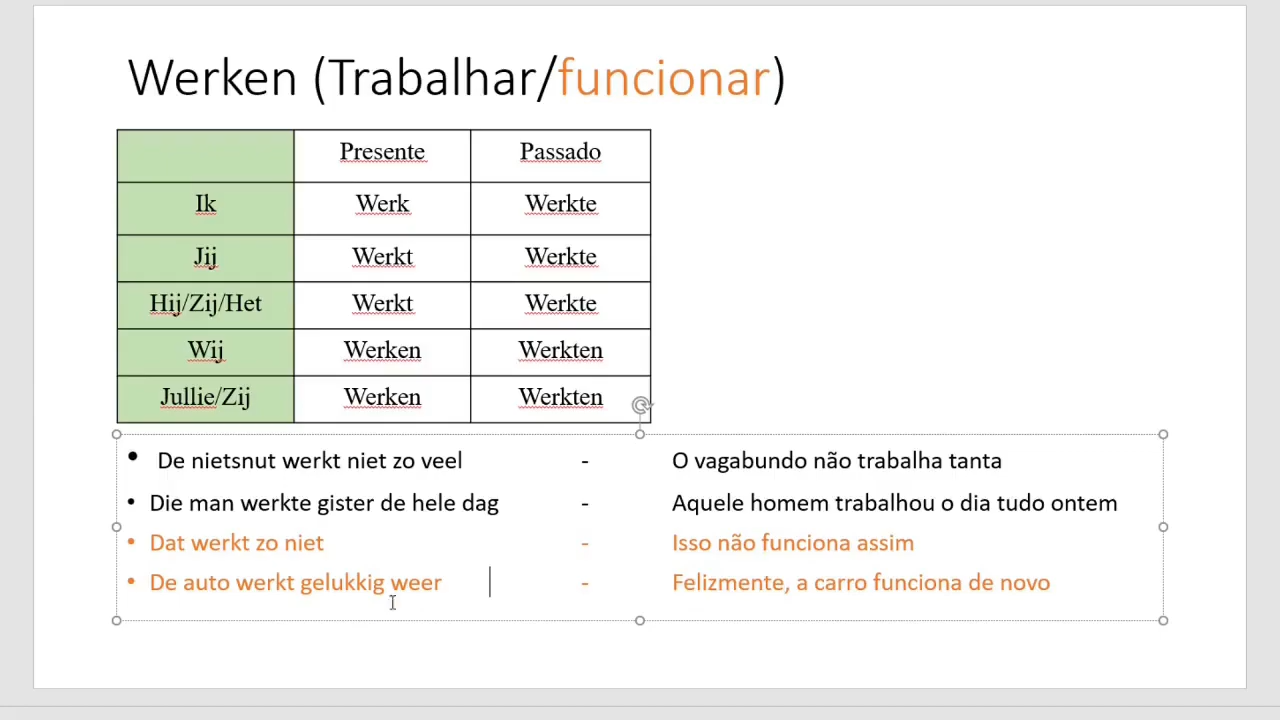 Werken (Trabalhar/funcionar)
Presente Passado
Ik Werk Werkte
Jij Werkt Werkte
Hij/Zij/Het Werkt Werkte
Wij Werken Werkten
Jullie/Zij Werken Werkten
• De nietsnut werkt niet zo veel - O vagabundo não trabalha tanta
• Die man werkte gister de hele dag - Aquele homem trabalhou o dia tudo ontem
• Dat werkt zo niet - Isso não funciona assim
• De auto werkt gelukkig weer - Felizmente, a carro funciona de novo